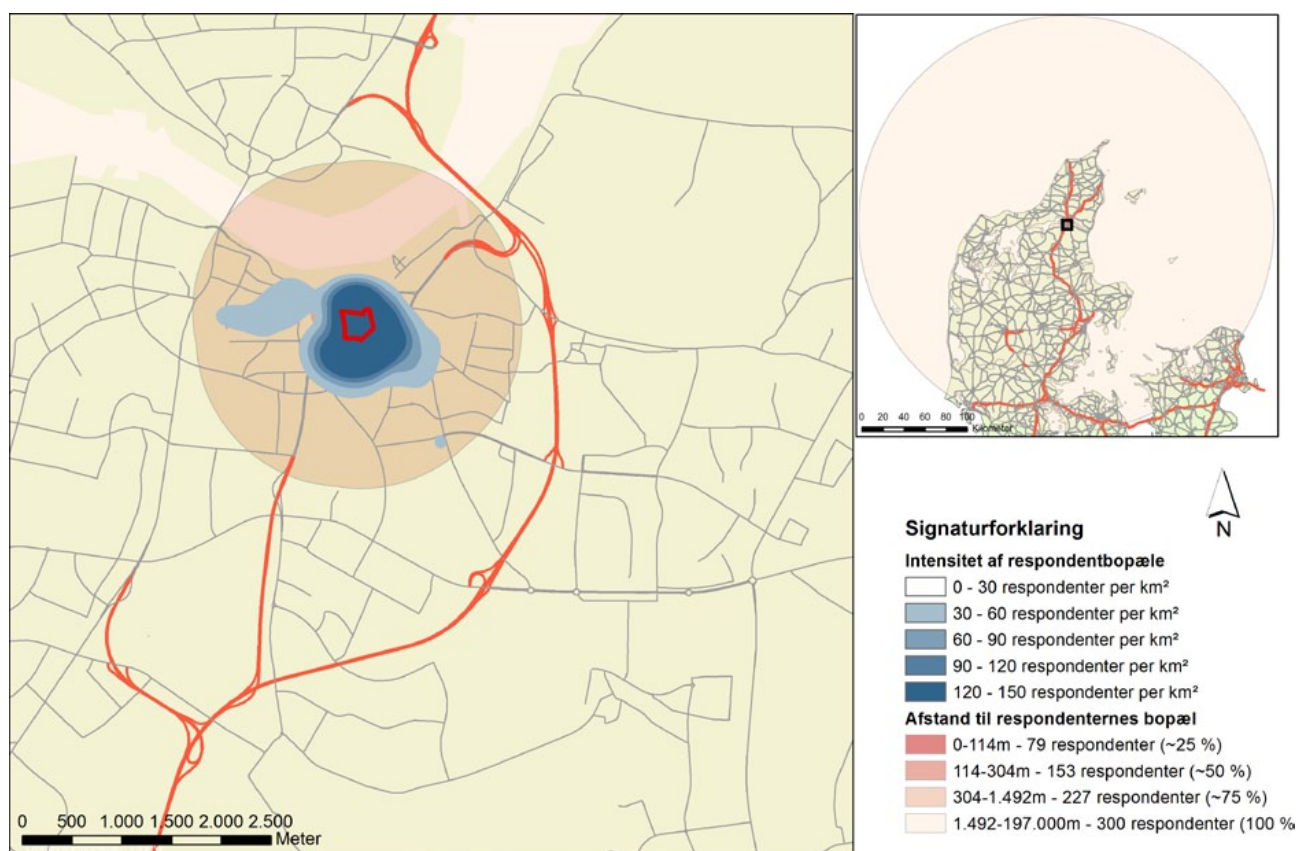 0 500 1.000 1.500 2.000 2.500
Meter
0 20 40 60 80 100
Kilometer
N
Signaturforklaring
Intensitet af respondentbopæle
0 - 30 respondenter per km²
30 - 60 respondenter per km²
60 - 90 respondenter per km²
90 - 120 respondenter per km²
120 - 150 respondenter per km²
Afstand til respondenternes bopæl
0-114m - 79 respondenter (~25 %)
114-304m - 153 respondenter (~50 %)
304-1.492m - 227 respondenter (~75 %)
1.492-197.000m - 300 respondenter (100 %